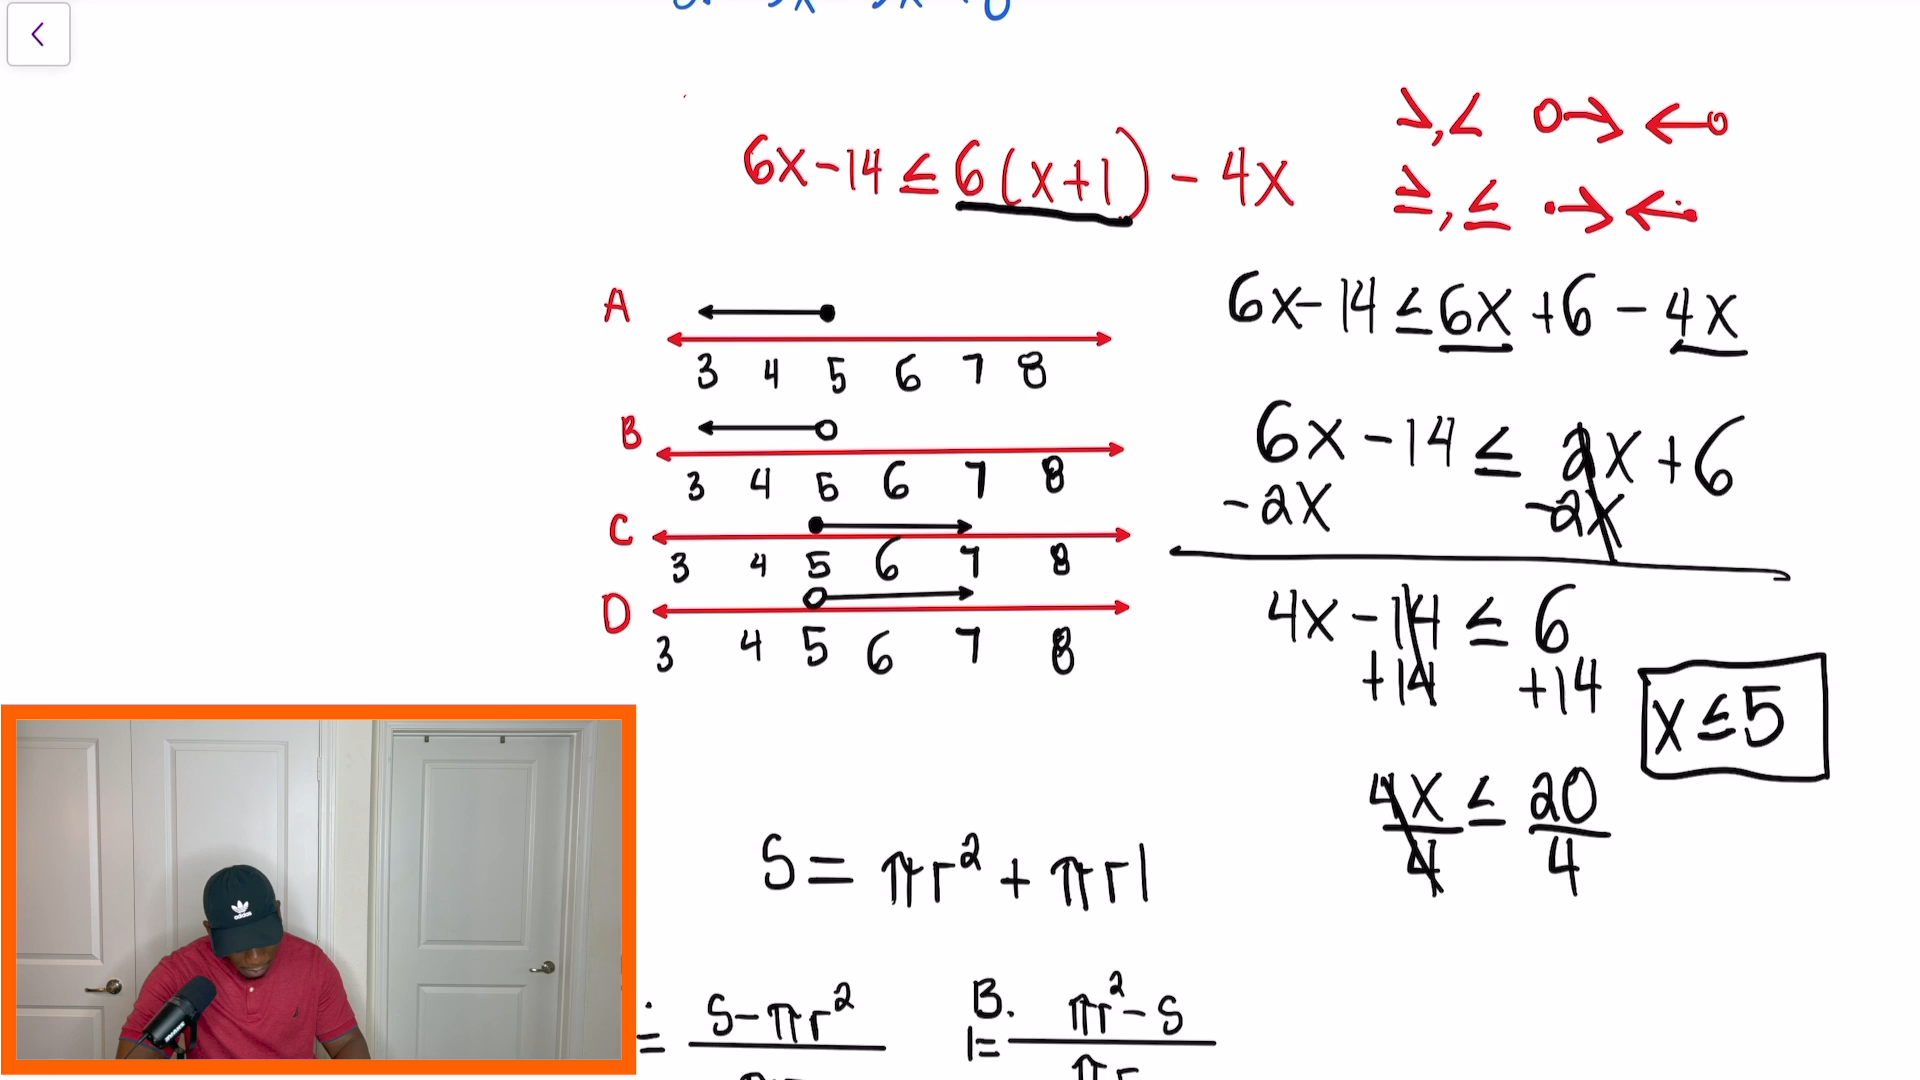 6x-14 ≤ 6(x+1) - 4x
>, <
≥, ≤
A
3 4 5 6 7 8
B
3 4 5 6 7 8
C
3 4 5 6 7 8
D
3 4 5 6 7 8
6x-14 ≤ 6x +6 - 4x
6x-14 ≤ 2x+6
-2x -2x
4x-14 ≤ 6
+14 +14
4x ≤ 20
4 4
x ≤ 5
S = πr² + πrl
= S-πr²
B.
l= πr²-S
πr
adidas